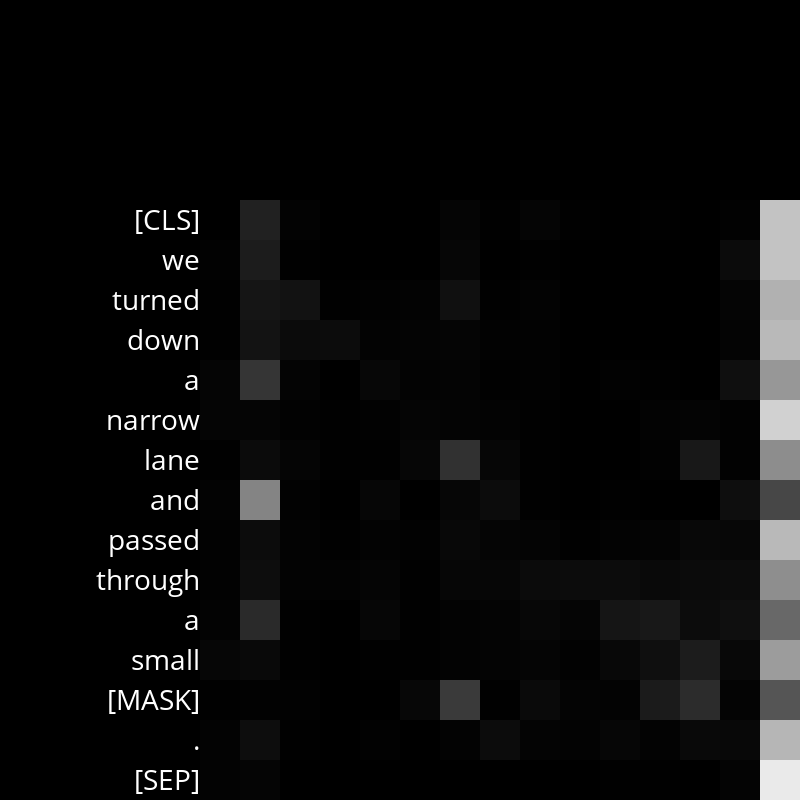 [CLS]
we
turned
down
a
narrow
lane
and
passed
through
a
small
[MASK]
.
[SEP]